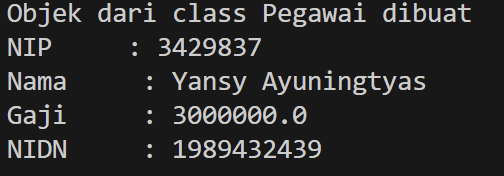 Objek dari class Pegawai dibuat
NIP     : 3429837
Nama     : Yansy Ayuningtyas
Gaji     : 3000000.0
NIDN     : 1989432439